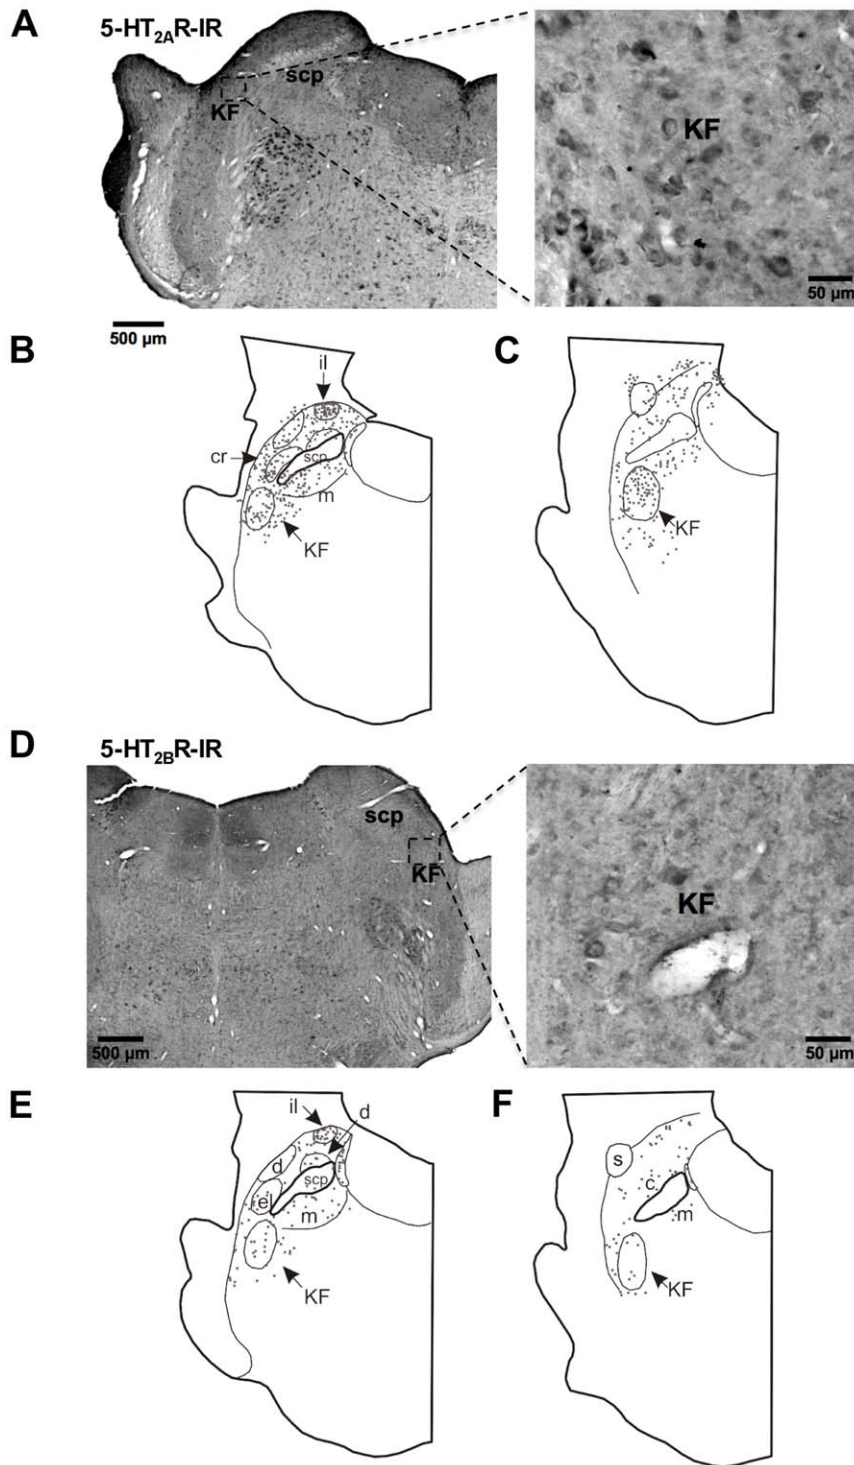 A
5-HT2AR-IR
scp
KF
KF
50 µm
500 µm
B
il
cr
scp
m
KF
C
KF
D
5-HT2BR-IR
scp
KF
KF
500 µm
50 µm
E
il
d
d
scp
el
m
KF
F
s
c
m
KF